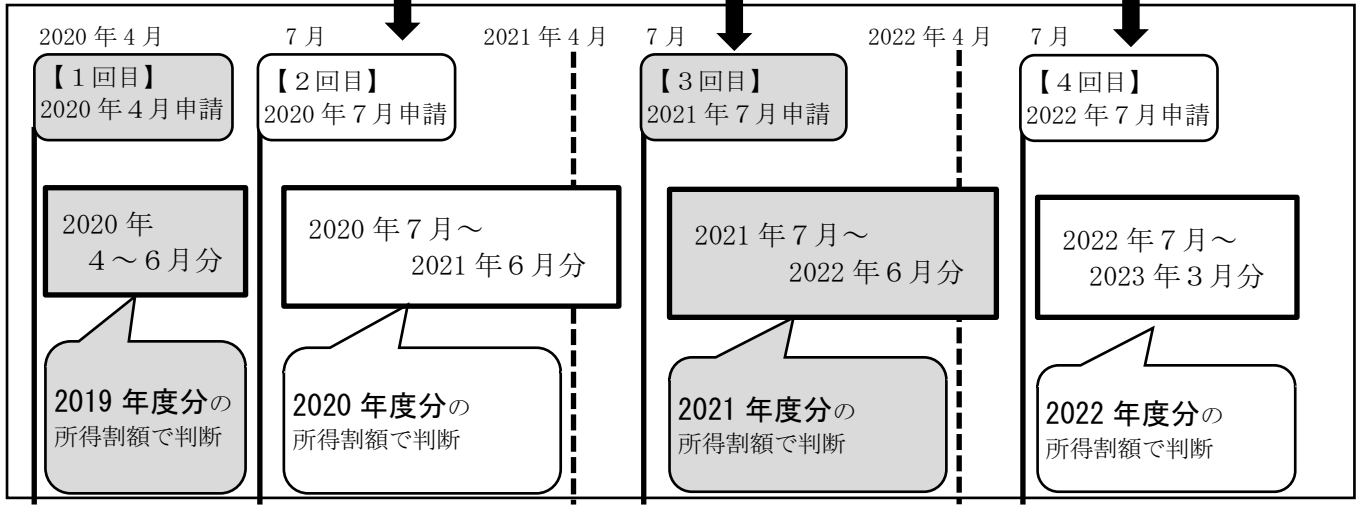 2020年4月
7月
2021年4月
7月
2022年4月
7月
【1回目】
2020年4月申請
【2回目】
2020年7月申請
【3回目】
2021年7月申請
【4回目】
2022年7月申請
2020年
4～6月分
2020年7月～
2021年6月分
2021年7月～
2022年6月分
2022年7月～
2023年3月分
2019年度分の
所得割額で判断
2020年度分の
所得割額で判断
2021年度分の
所得割額で判断
2022年度分の
所得割額で判断